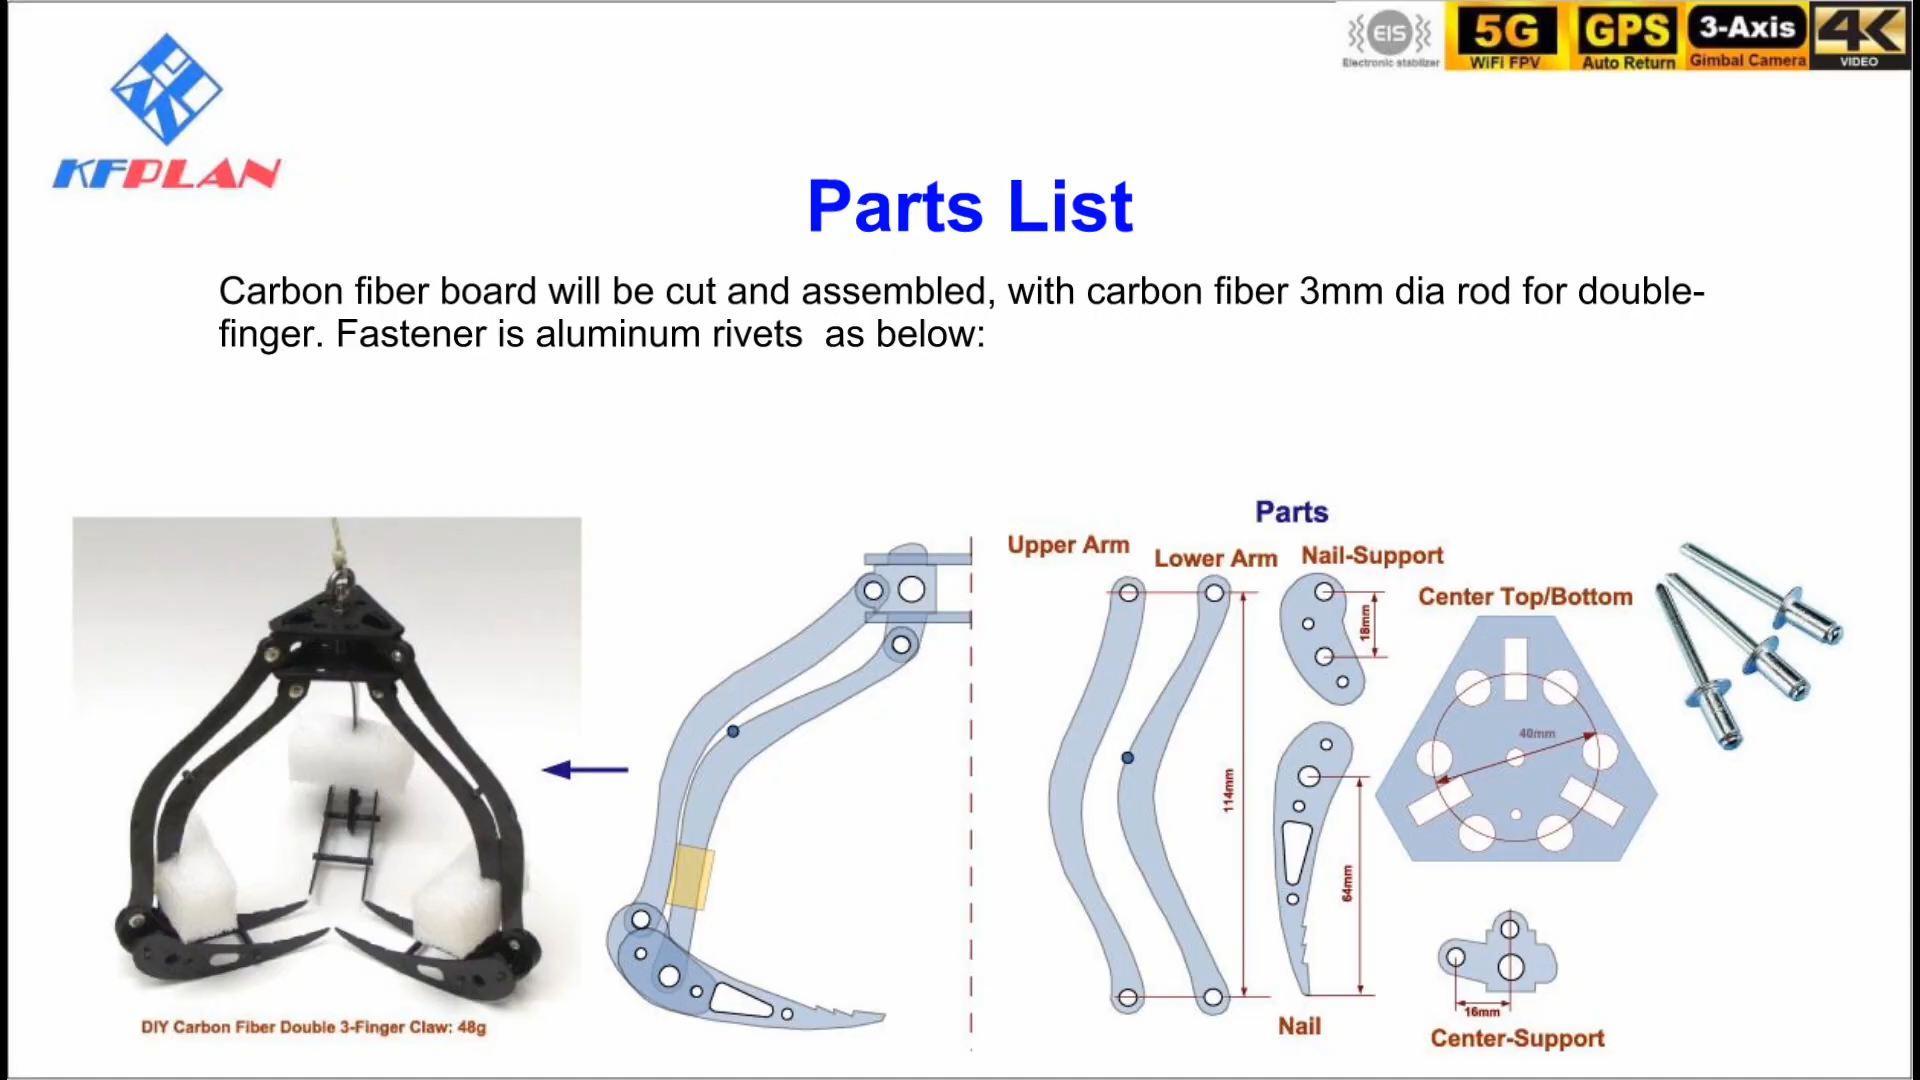 EIS
Electronic stabilizer
5G
WiFi FPV
GPS
Auto Return
3-Axis
Gimbal Camera
4K
VIDEO
KFPLAN
Parts List
Carbon fiber board will be cut and assembled, with carbon fiber 3mm dia rod for double-
finger. Fastener is aluminum rivets  as below:
Parts
Upper Arm
Lower Arm
Nail-Support
Center Top/Bottom
18mm
40mm
114mm
64mm
16mm
Nail
Center-Support
DIY Carbon Fiber Double 3-Finger Claw: 48g